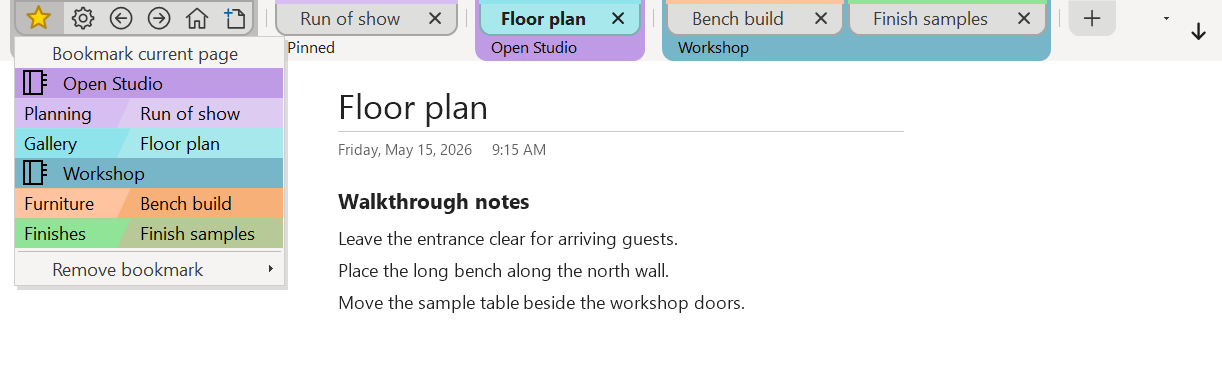 Run of show
Floor plan
Bench build
Finish samples
Pinned
Open Studio
Workshop
Bookmark current page
Open Studio
Planning Run of show
Gallery Floor plan
Workshop
Furniture Bench build
Finishes Finish samples
Remove bookmark
Floor plan
Friday, May 15, 2026 9:15 AM
Walkthrough notes
Leave the entrance clear for arriving guests.
Place the long bench along the north wall.
Move the sample table beside the workshop doors.